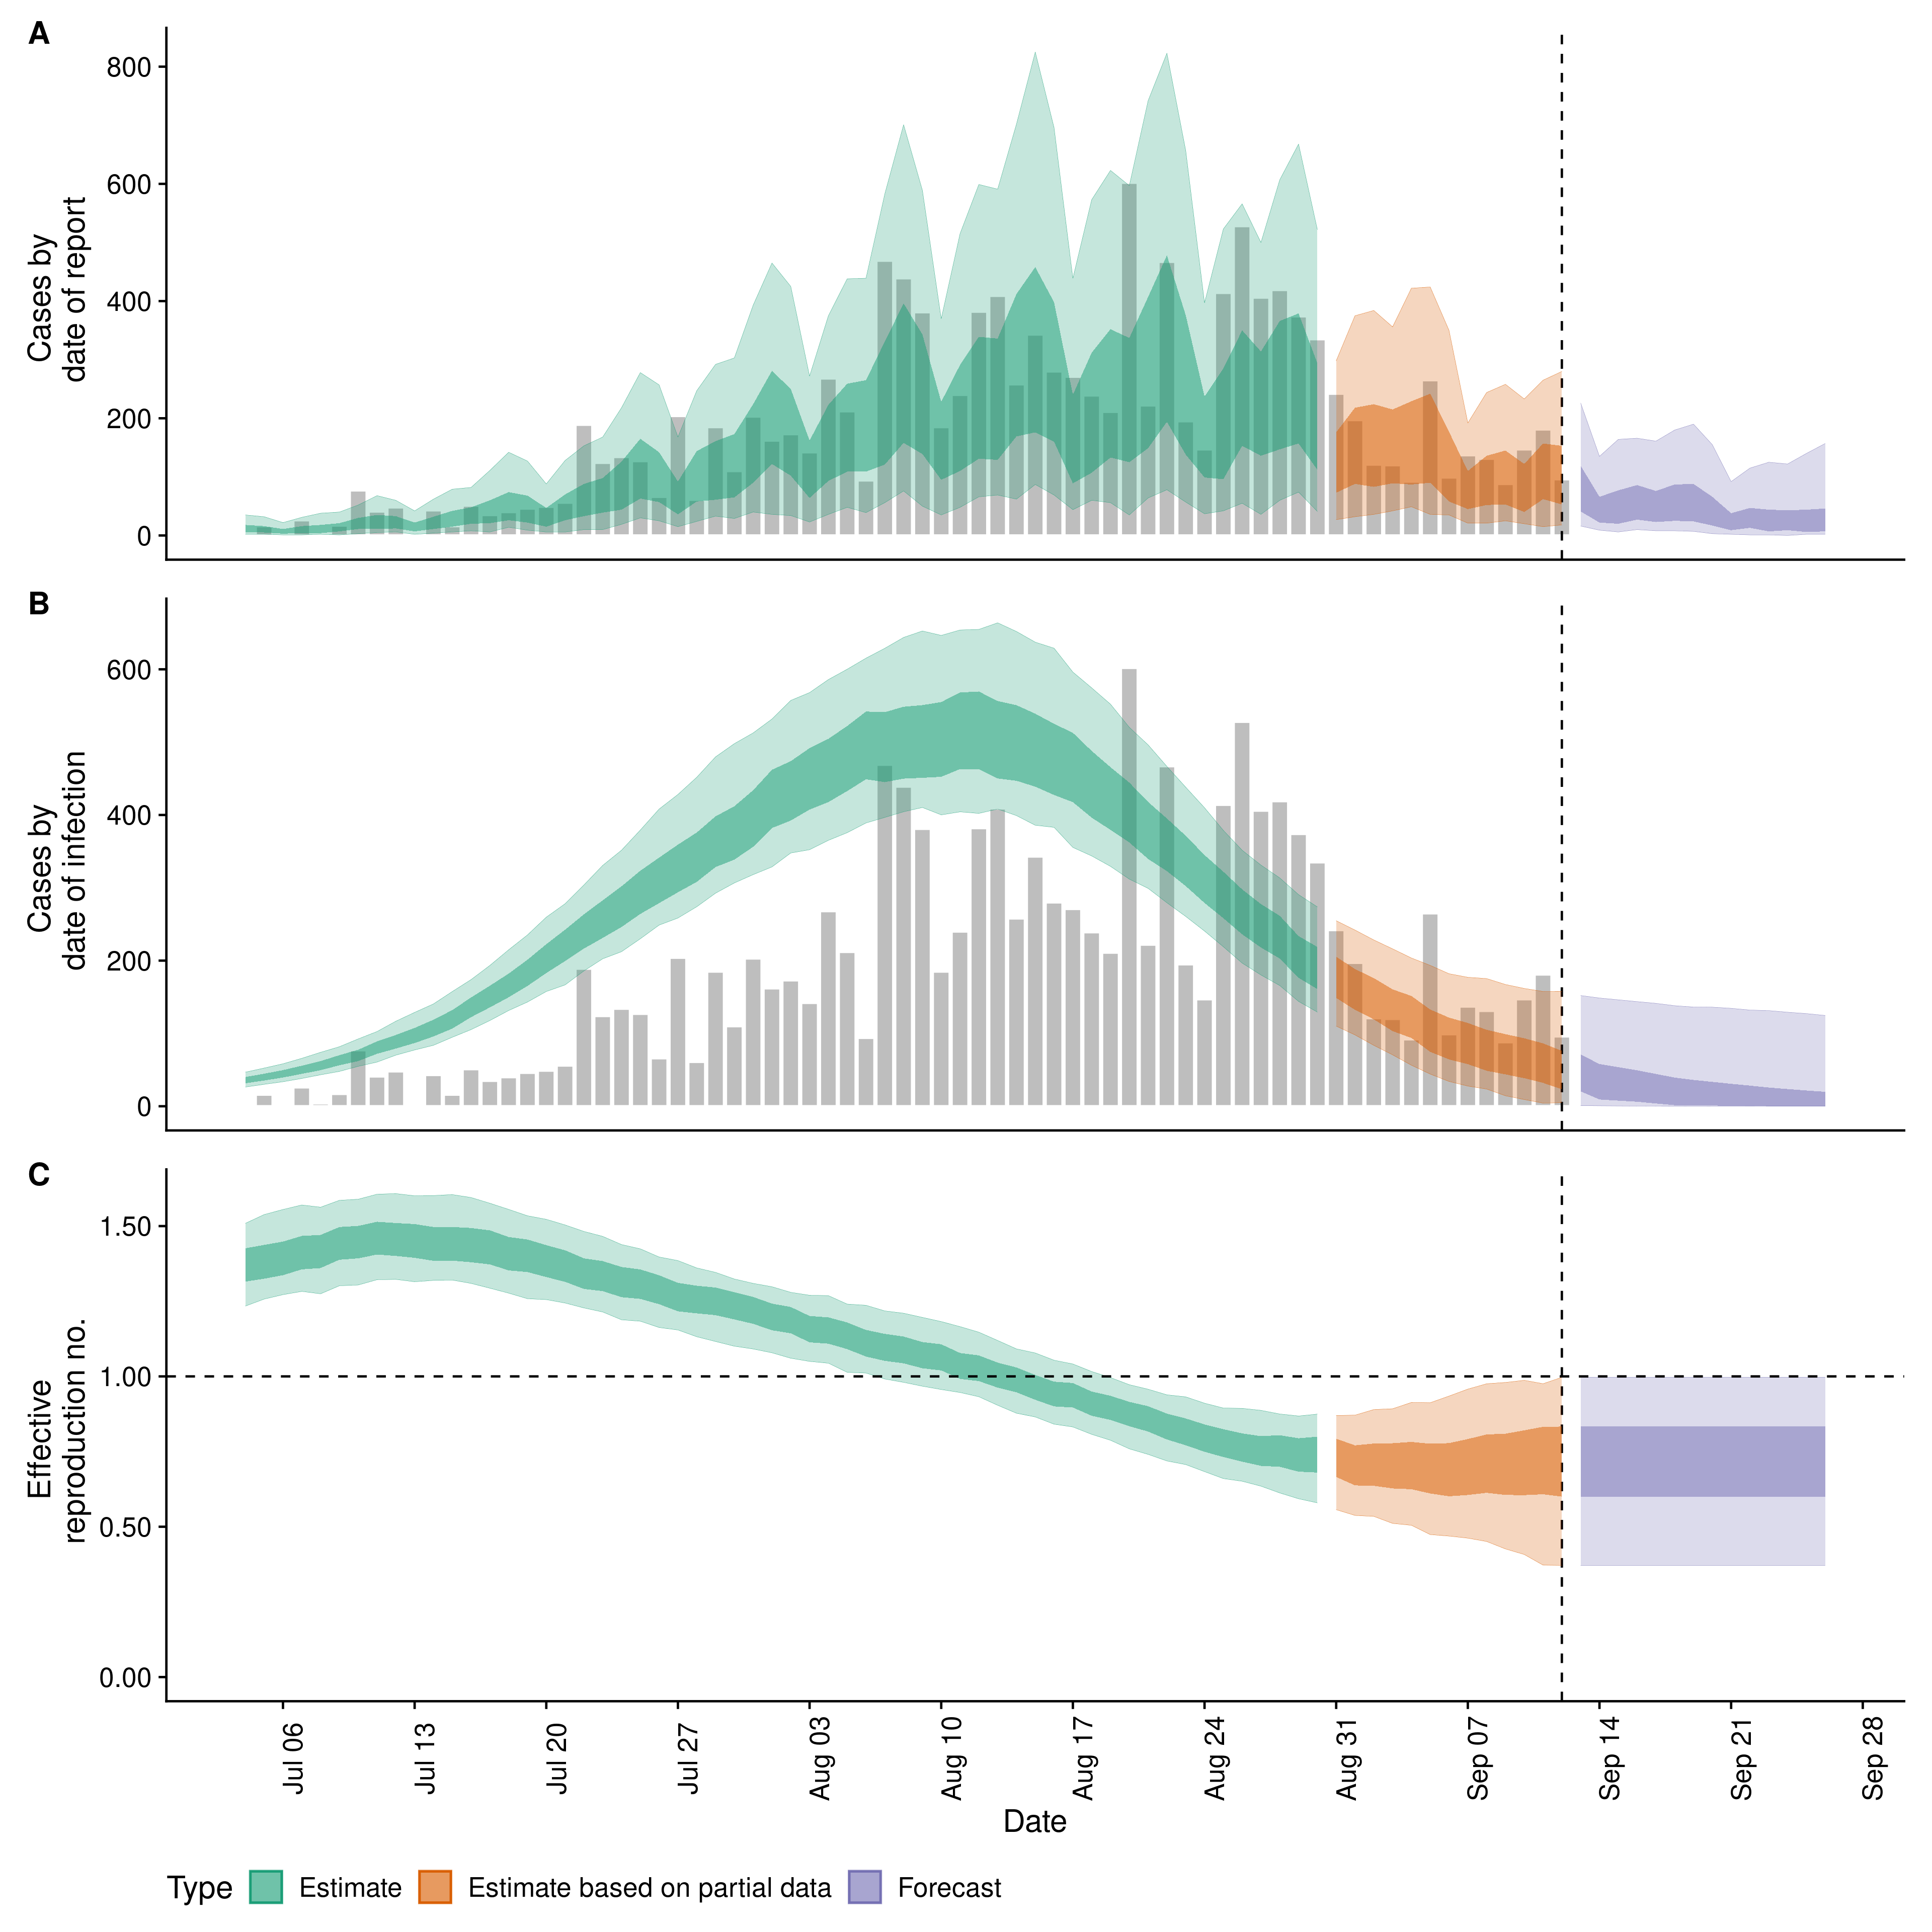 A
Cases by
date of report
800
600
400
200
0
B
Cases by
date of infection
600
400
200
0
C
Effective
reproduction no.
1.50
1.00
0.50
0.00
Jul 06
Jul 13
Jul 20
Jul 27
Aug 03
Aug 10
Aug 17
Aug 24
Aug 31
Sep 07
Sep 14
Sep 21
Sep 28
Date
Type Estimate Estimate based on partial data Forecast